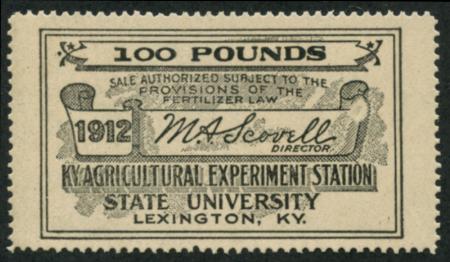 100 POUNDS
SALE AUTHORIZED SUBJECT TO THE
PROVISIONS OF THE
FERTILIZER LAW
1912 M.A. Scovell
DIRECTOR.
KY. AGRICULTURAL EXPERIMENT STATION
STATE UNIVERSITY
LEXINGTON, KY.